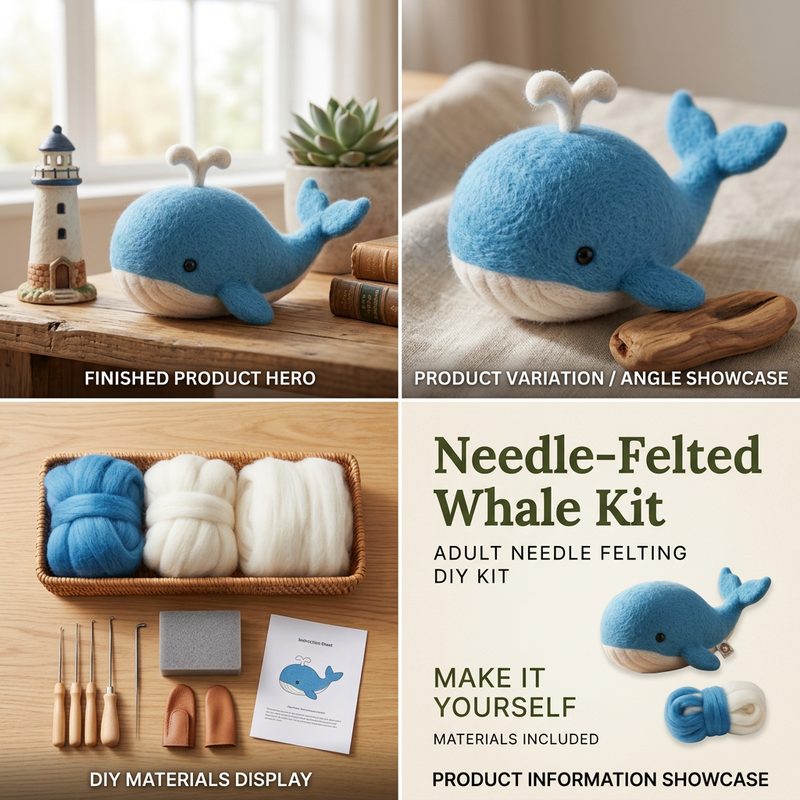 FINISHED PRODUCT HERO
PRODUCT VARIATION / ANGLE SHOWCASE
Instruction Sheet
DIY MATERIALS DISPLAY
Needle-Felted
Whale Kit
ADULT NEEDLE FELTING
DIY KIT
MAKE IT
YOURSELF
MATERIALS INCLUDED
PRODUCT INFORMATION SHOWCASE